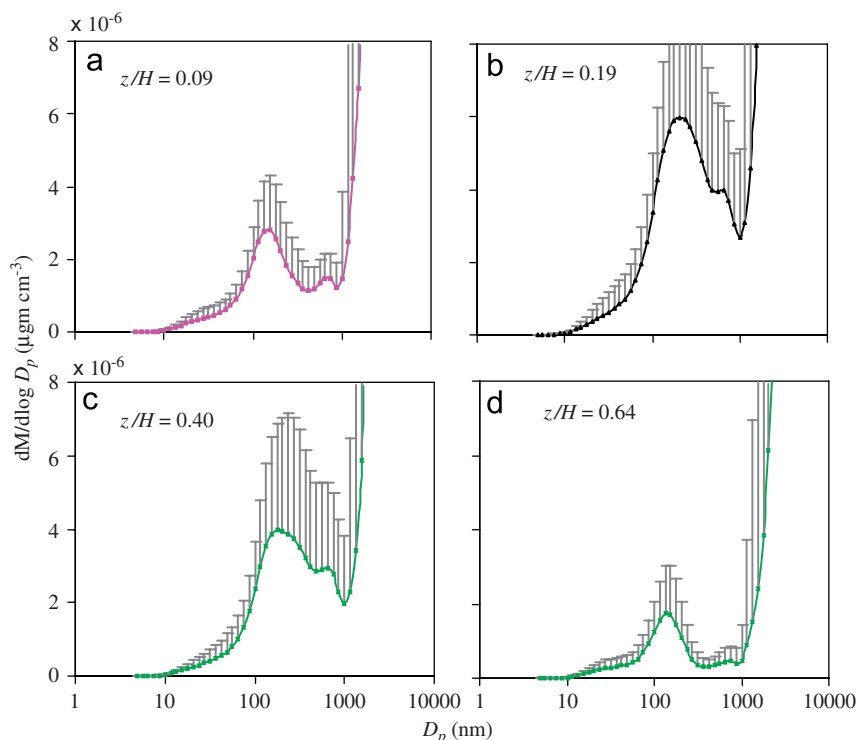 x 10⁻⁶
8
a
z/H = 0.09
b
z/H = 0.19
6
4
2
0
x 10⁻⁶
8
c
z/H = 0.40
d
z/H = 0.64
6
4
2
0
dM/dlog Dₚ (μgm cm⁻³)
1 10 100 1000 10000 1 10 100 1000 10000
Dₚ (nm)